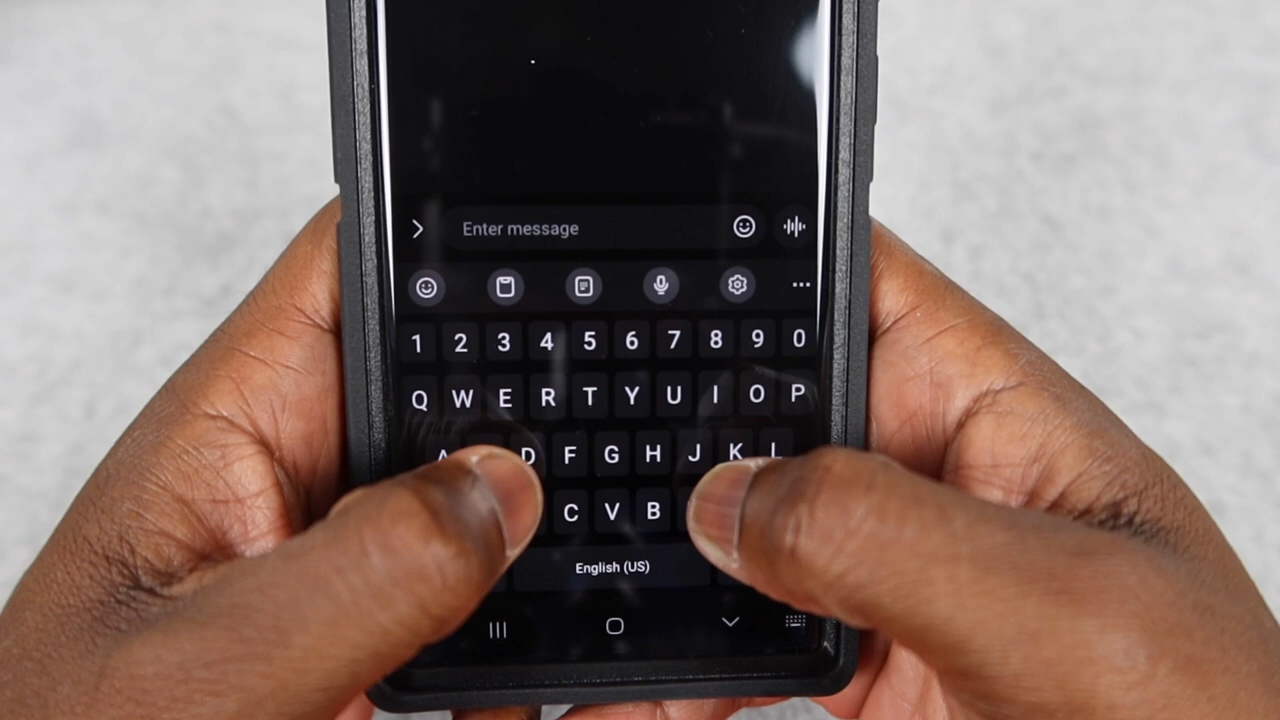 Enter message
1 2 3 4 5 6 7 8 9 0
Q W E R T Y U I O P
A D F G H J K L
C V B
English (US)